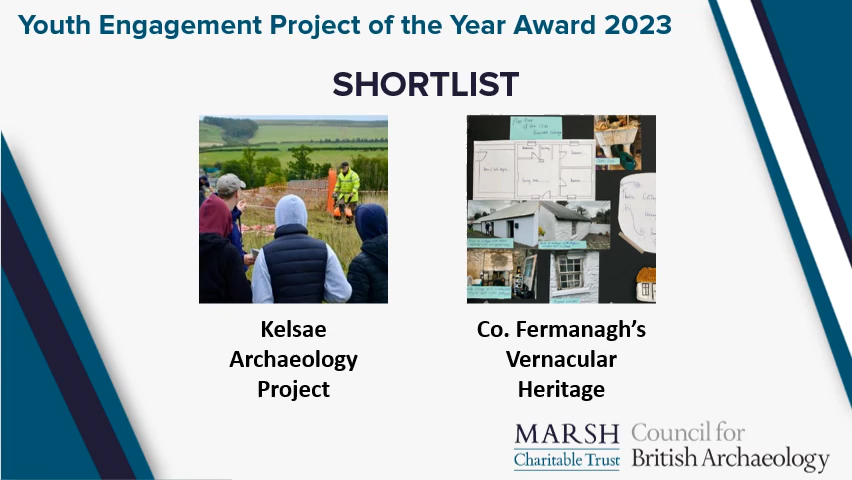 Youth Engagement Project of the Year Award 2023
SHORTLIST
Kelsae
Archaeology
Project
Co. Fermanagh's
Vernacular
Heritage
MARSH
Charitable Trust
Council for
British Archaeology